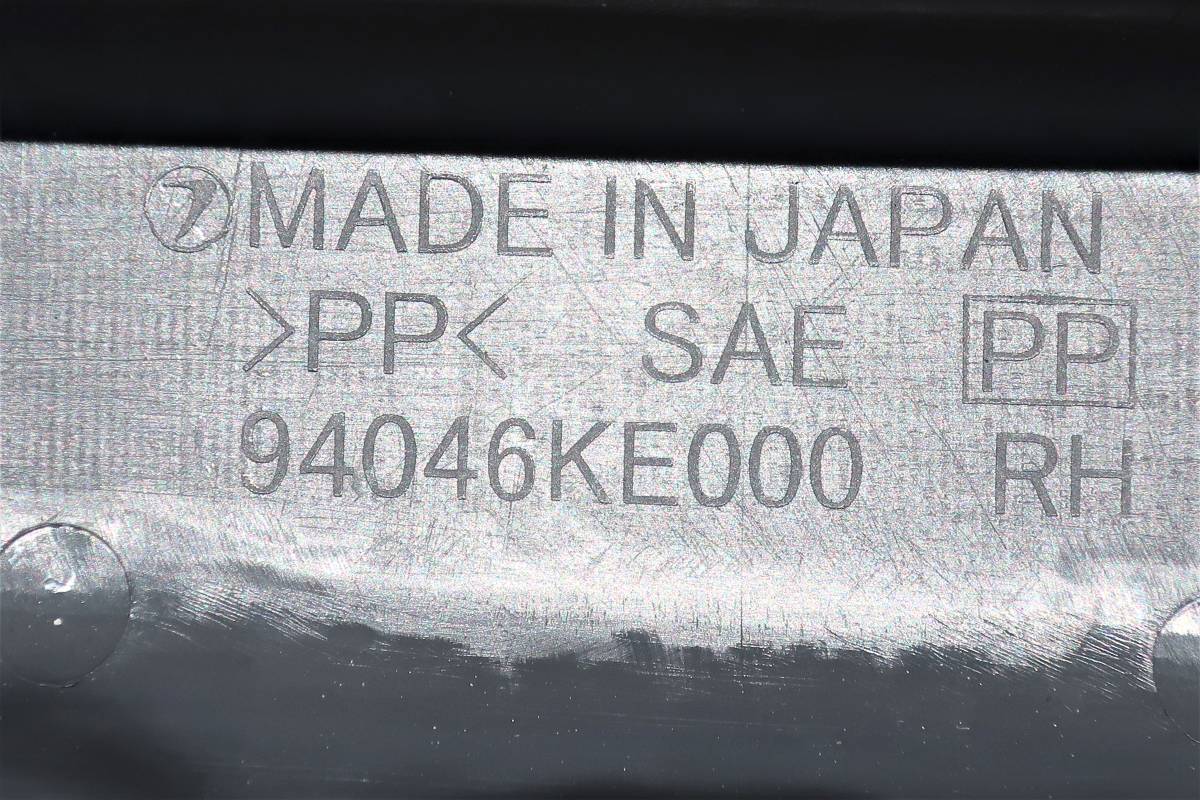 MADE IN JAPAN
>PP< SAE PP
94046KE000 RH